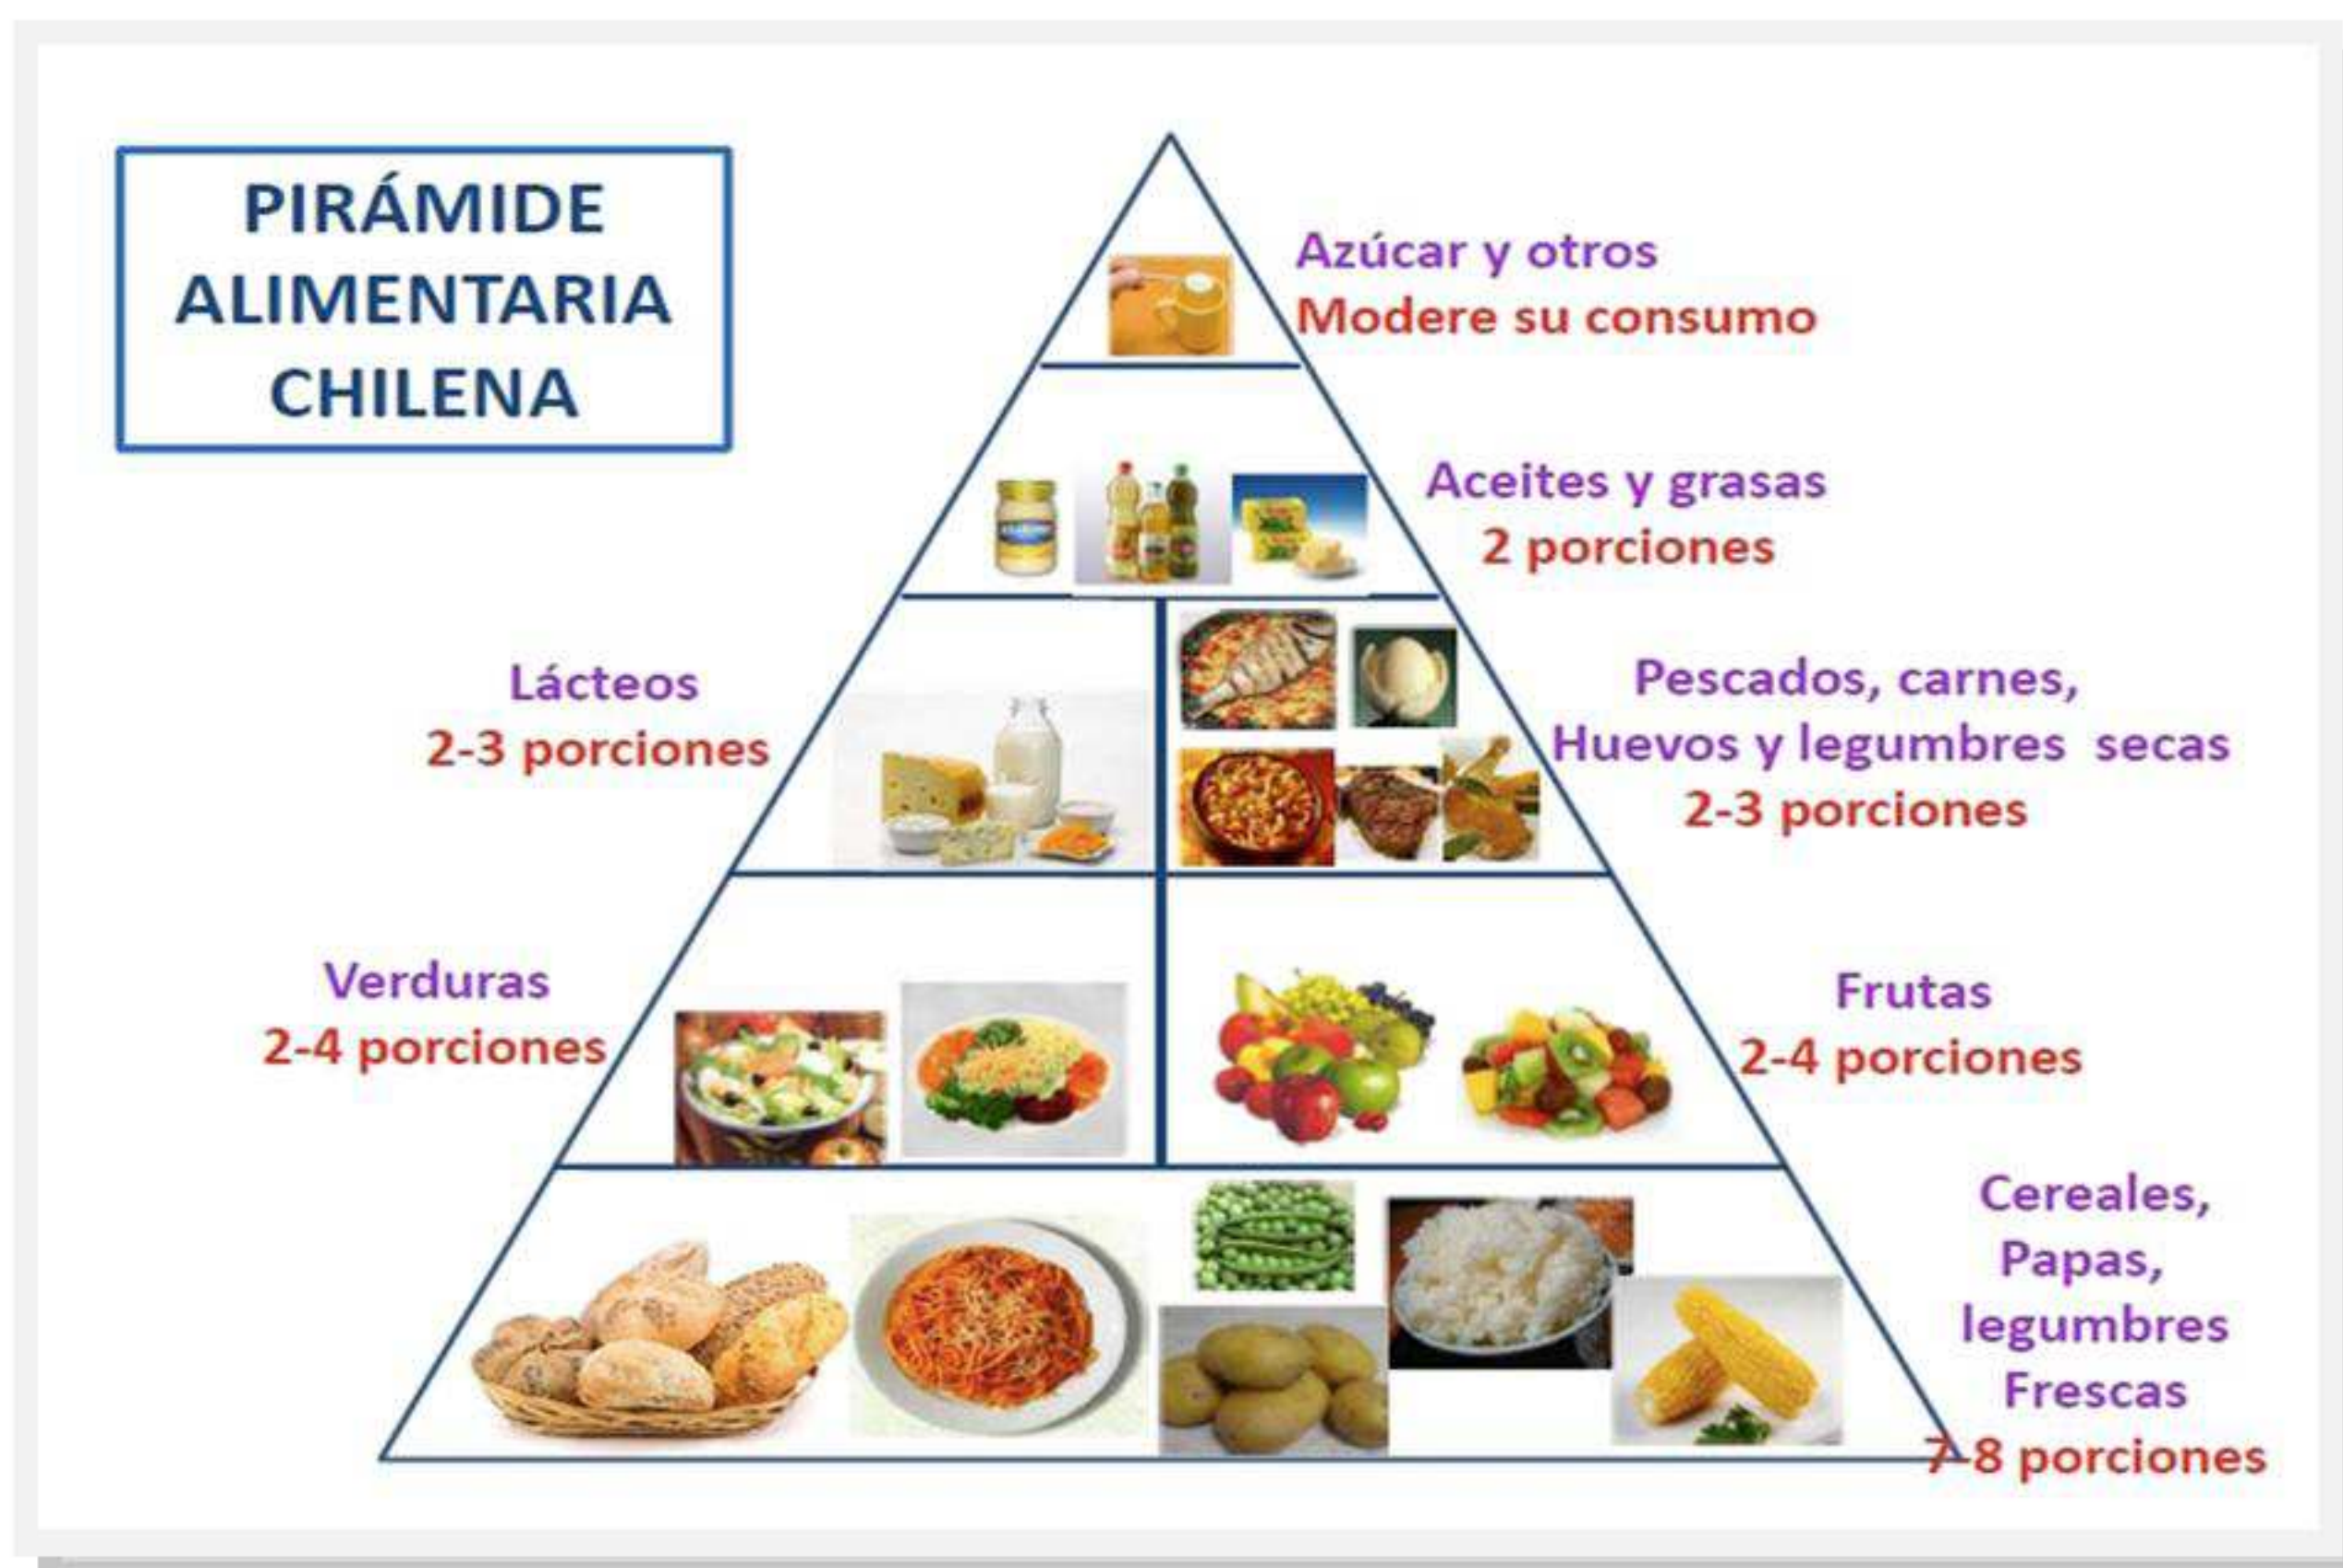 PIRÁMIDE
ALIMENTARIA
CHILENA
Azúcar y otros
Modere su consumo
Aceites y grasas
2 porciones
Lácteos
2-3 porciones
Pescados, carnes,
Huevos y legumbres secas
2-3 porciones
Verduras
2-4 porciones
Frutas
2-4 porciones
Cereales,
Papas,
legumbres
Frescas
7-8 porciones